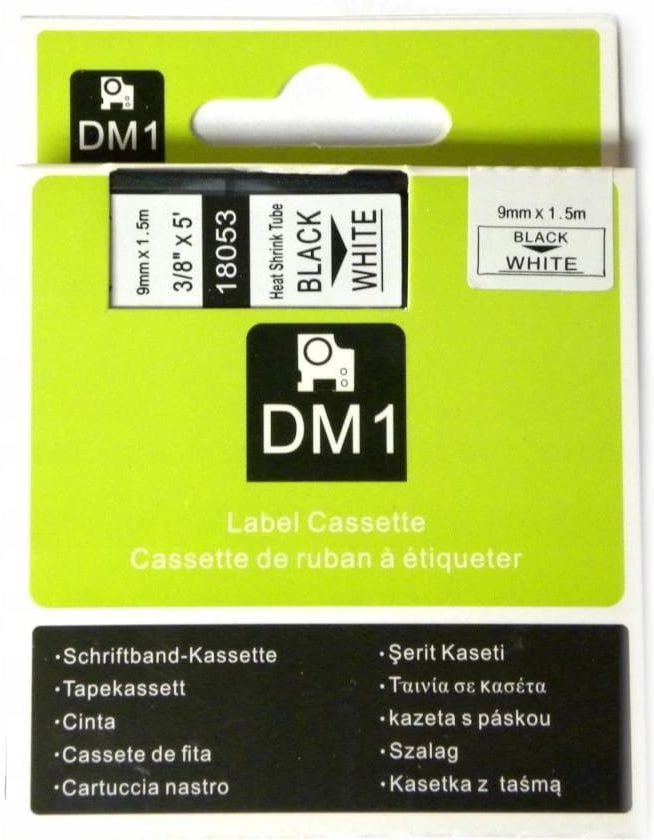 DM1
9mm x 1.5m
3/8" x 5'
18053
Heat Shrink Tube
BLACK
WHITE
9mm x 1.5m
BLACK
WHITE
DM1
Label Cassette
Cassette de ruban à étiqueter
·Schriftband-Kassette
·Tapekassett
·Cinta
·Cassete de fita
·Cartuccia nastro
·Şerit Kaseti
·Ταινία σε κασέτα
·kazeta s páskou
·Szalag
·Kasetka z taśmą